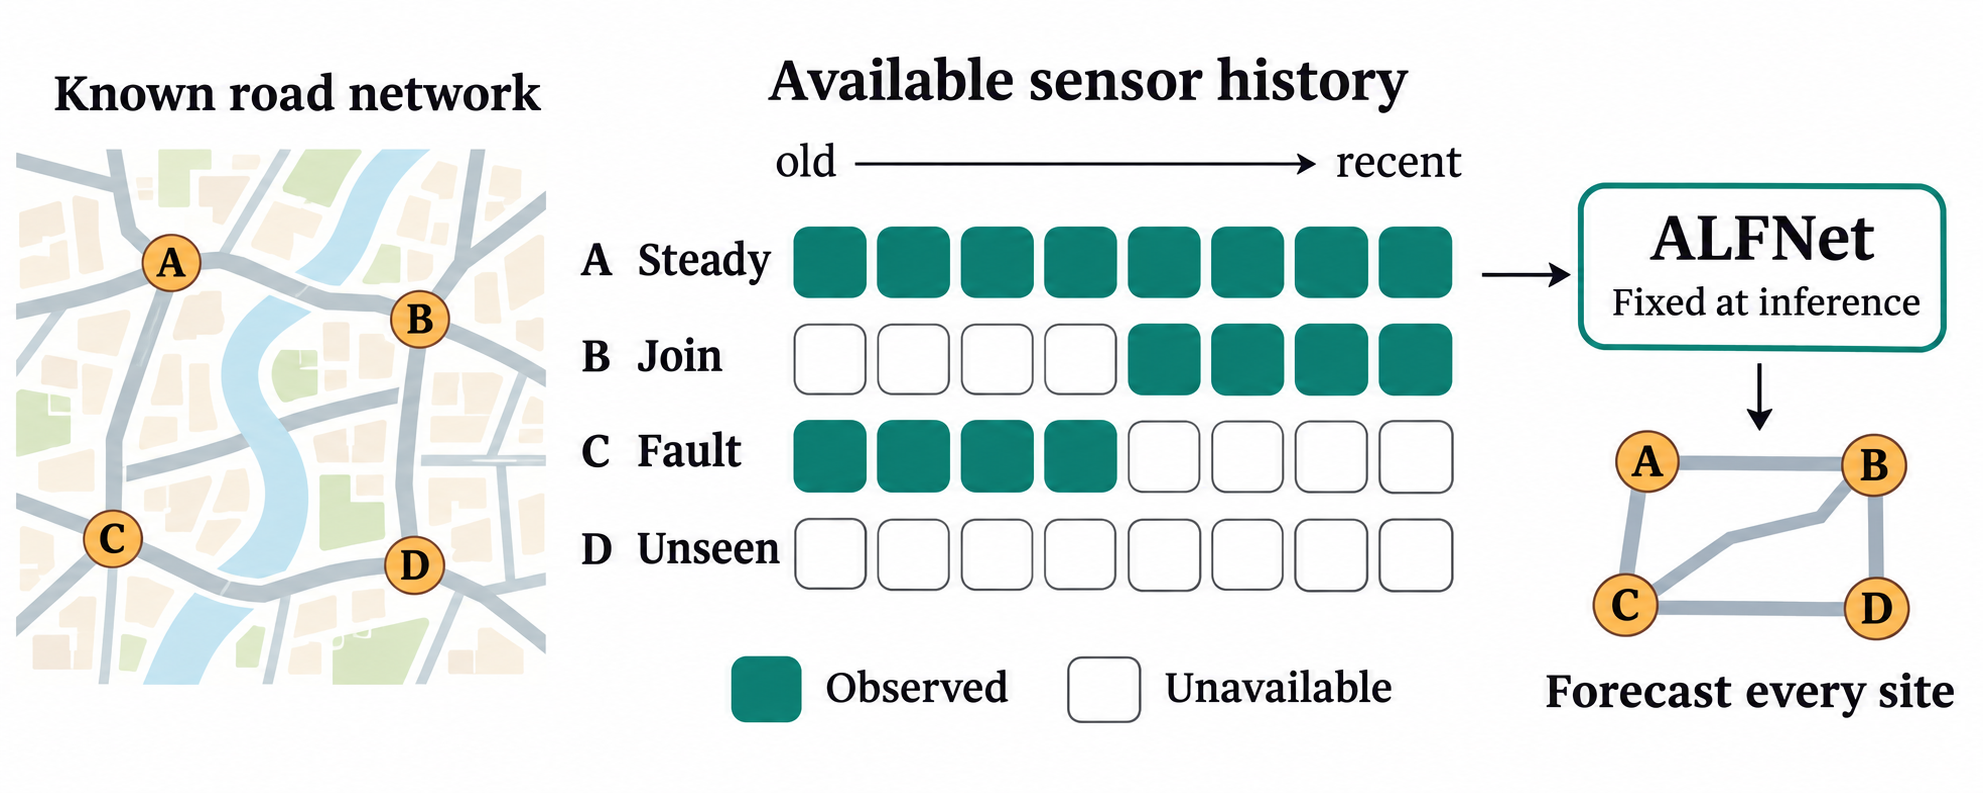 Known road network
A
B
C
D
Available sensor history
old
recent
A Steady
B Join
C Fault
D Unseen
Observed
Unavailable
ALFNet
Fixed at inference
A
B
C
D
Forecast every site